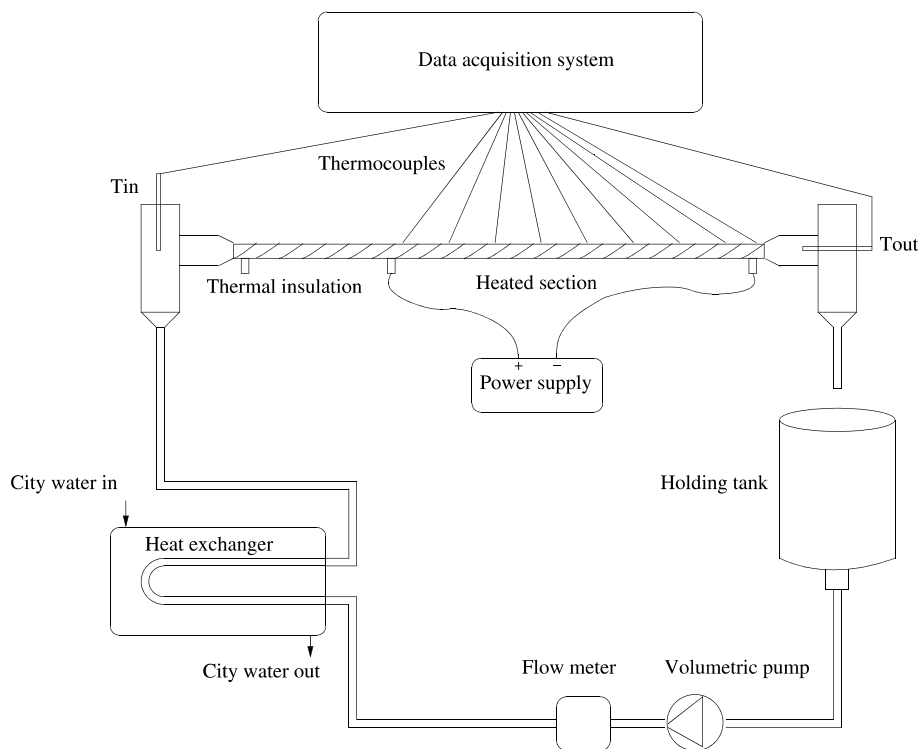 Data acquisition system
Thermocouples
Tin
Tout
Thermal insulation
Heated section
+ −
Power supply
City water in
Holding tank
Heat exchanger
City water out
Flow meter
Volumetric pump